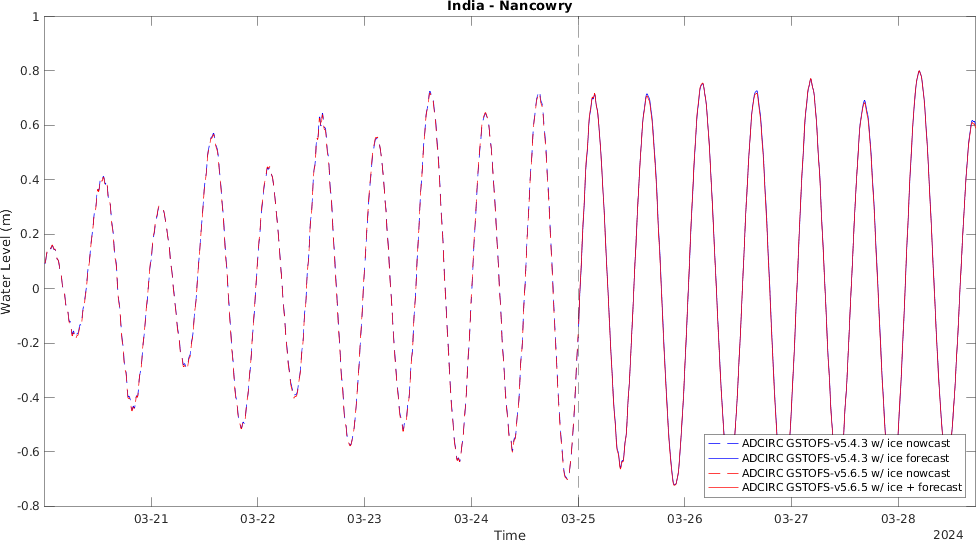 India - Nancowry
1
0.8
0.6
0.4
0.2
0
-0.2
-0.4
-0.6
-0.8
Water Level (m)
ADCIRC GSTOFS-v5.4.3 w/ ice nowcast
ADCIRC GSTOFS-v5.4.3 w/ ice forecast
ADCIRC GSTOFS-v5.6.5 w/ ice nowcast
ADCIRC GSTOFS-v5.6.5 w/ ice + forecast
03-21 03-22 03-23 03-24 03-25 03-26 03-27 03-28
Time
2024